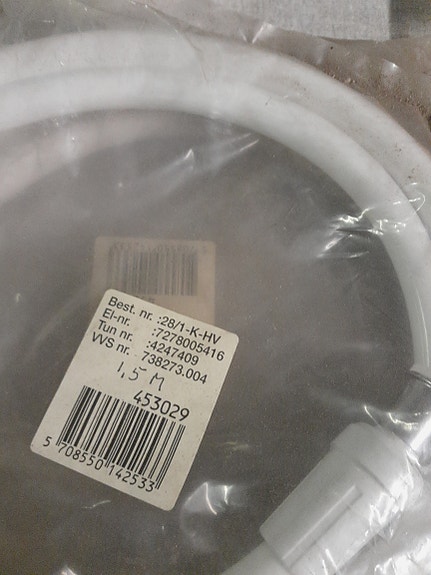 Best. nr. :28/1-K-HV
El-nr. :7278005416
Tun nr. :4247409
VVS nr. 738273.004
1,5 M
453029
5 708550 142533